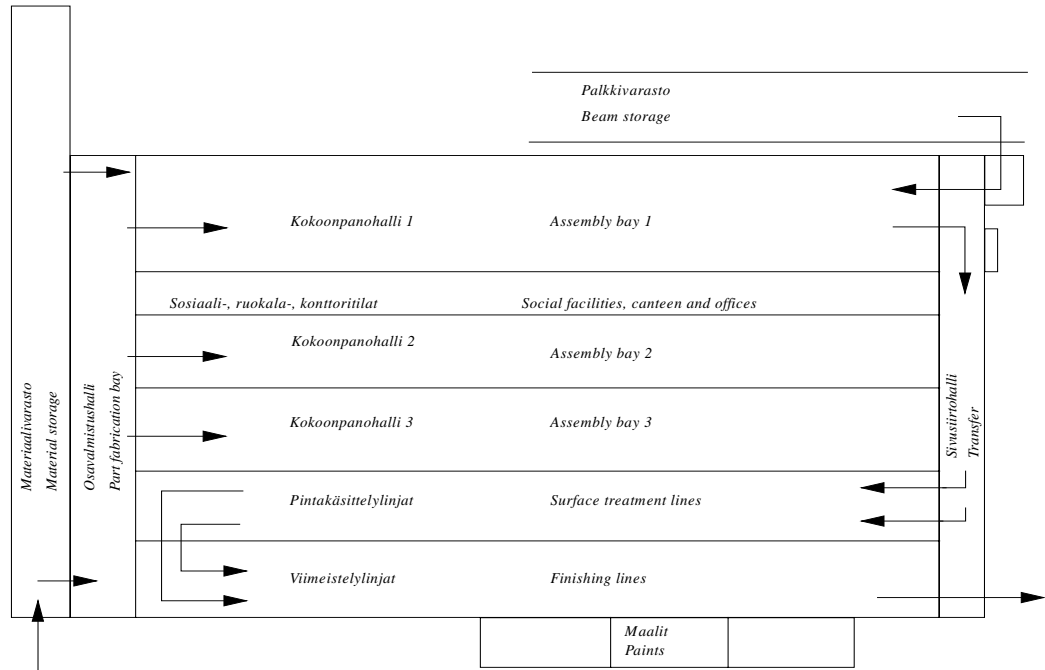 Palkkivarasto
Beam storage
Kokoonpanohalli 1
Assembly bay 1
Sosiaali-, ruokala-, konttoritilat
Social facilities, canteen and offices
Kokoonpanohalli 2
Assembly bay 2
Materiaalivarasto
Material storage
Osavalmistushalli
Part fabrication bay
Kokoonpanohalli 3
Assembly bay 3
Sivusiirtohalli
Transfer
Pintakäsittelylinjat
Surface treatment lines
Viimeistelylinjat
Finishing lines
Maalit
Paints